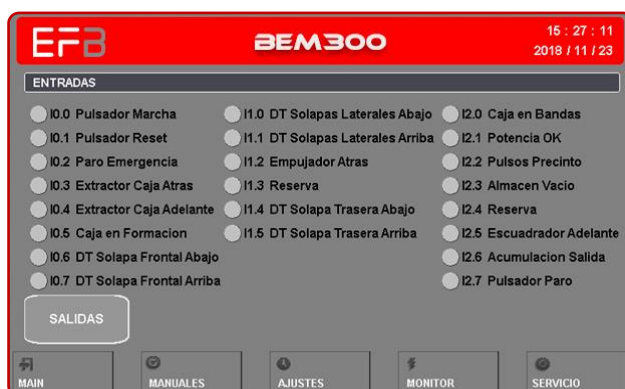 EFB
BEM300
15 : 27 : 11
2018 / 11 / 23
ENTRADAS
I0.0 Pulsador Marcha
I0.1 Pulsador Reset
I0.2 Paro Emergencia
I0.3 Extractor Caja Atras
I0.4 Extractor Caja Adelante
I0.5 Caja en Formacion
I0.6 DT Solapa Frontal Abajo
I0.7 DT Solapa Frontal Arriba
I1.0 DT Solapas Laterales Abajo
I1.1 DT Solapas Laterales Arriba
I1.2 Empujador Atras
I1.3 Reserva
I1.4 DT Solapa Trasera Abajo
I1.5 DT Solapa Trasera Arriba
I2.0 Caja en Bandas
I2.1 Potencia OK
I2.2 Pulsos Precinto
I2.3 Almacen Vacio
I2.4 Reserva
I2.5 Escuadrador Adelante
I2.6 Acumulacion Salida
I2.7 Pulsador Paro
SALIDAS
MAIN
MANUALES
AJUSTES
MONITOR
SERVICIO